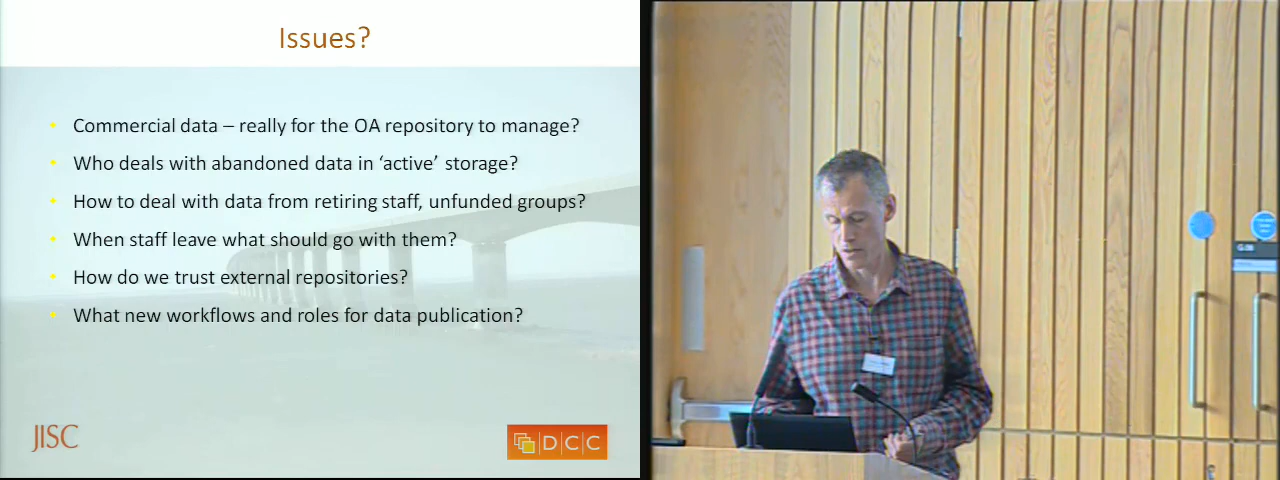 Issues?
Commercial data – really for the OA repository to manage?
Who deals with abandoned data in ‘active’ storage?
How to deal with data from retiring staff, unfunded groups?
When staff leave what should go with them?
How do we trust external repositories?
What new workflows and roles for data publication?
JISC
DCC